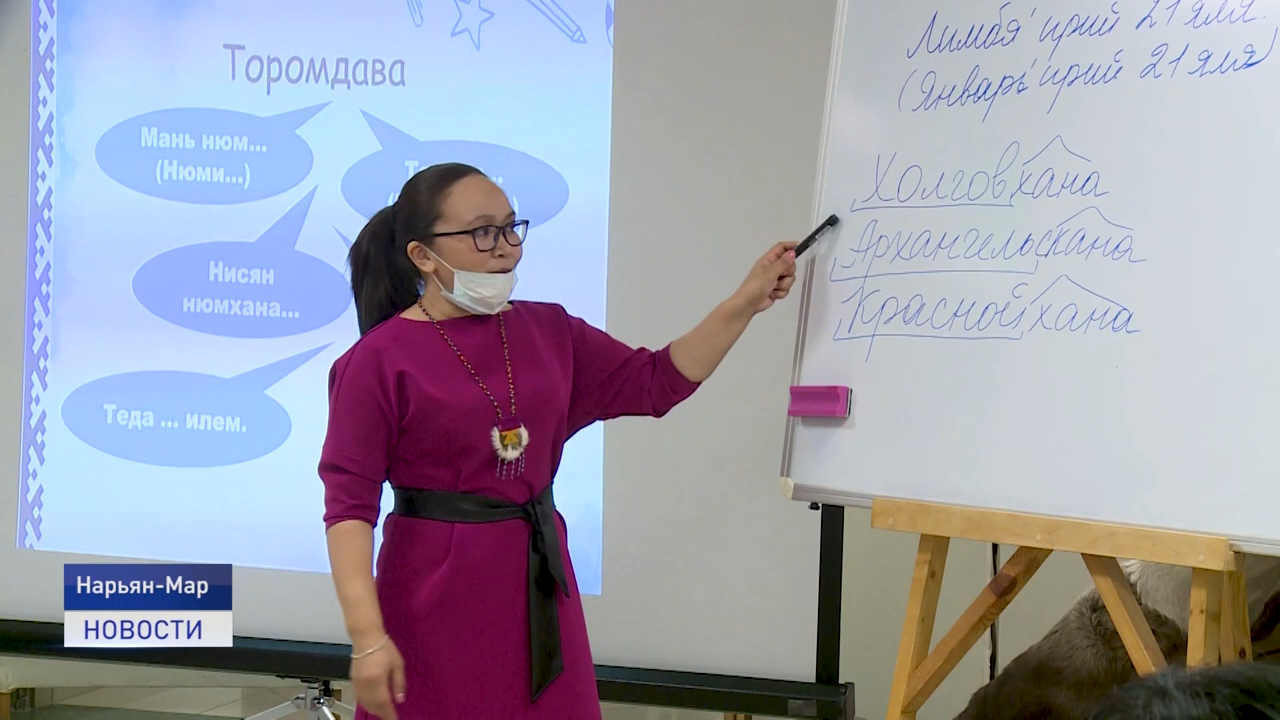 Торомдава
Мань нюм...
(Нюми...)
Нисян
нюмхана...
Теда ... илем.
Лимбя' ирий 21 яля.
(Январь' ирий 21 яля)
Холговхана
Архангельскана
Краснойхана
Нарьян-Мар
НОВОСТИ